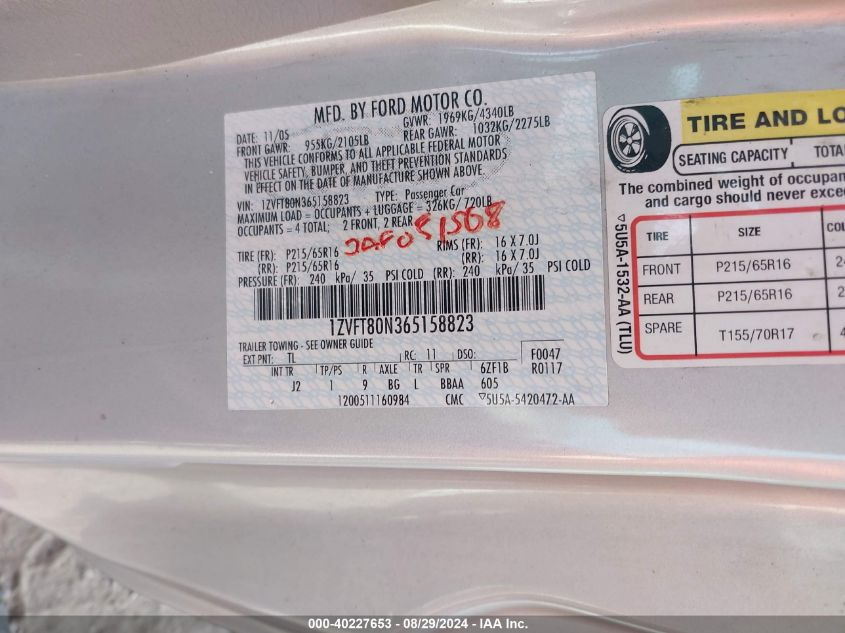 MFD. BY FORD MOTOR CO.
DATE: 11/05 GVWR: 1969KG/4340LB
FRONT GAWR: 955KG/2105LB REAR GAWR: 1032KG/2275LB
THIS VEHICLE CONFORMS TO ALL APPLICABLE FEDERAL MOTOR
VEHICLE SAFETY, BUMPER, AND THEFT PREVENTION STANDARDS
IN EFFECT ON THE DATE OF MANUFACTURE SHOWN ABOVE.
VIN: 1ZVFT80N365158823 TYPE: Passenger Car
MAXIMUM LOAD = OCCUPANTS + LUGGAGE = 326KG/ 720LB
OCCUPANTS = 4 TOTAL; 2 FRONT, 2 REAR
TIRE (FR): P215/65R16 RIMS (FR): 16 X 7.0J
(RR): P215/65R16 (RR): 16 X 7.0J
PRESSURE (FR): 240 kPa/ 35 PSI COLD (RR): 240 kPa/ 35 PSI COLD
1ZVFT80N365158823
TRAILER TOWING - SEE OWNER GUIDE
EXT PNT: TL RC: 11 DSO: F0047
INT TR TP/PS R AXLE TR SPR 6ZF1B R0117
J2 1 9 BG L BBAA 605
1200511160984 CMC ▽5U5A-5420472-AA
TIRE AND LO
SEATING CAPACITY TOTA
The combined weight of occupan
and cargo should never excee
TIRE SIZE COL
FRONT P215/65R16 24
REAR P215/65R16 2
SPARE T155/70R17 4
▽5U5A-1532-AA (TLU)
000-40227653 - 08/29/2024 - IAA Inc.